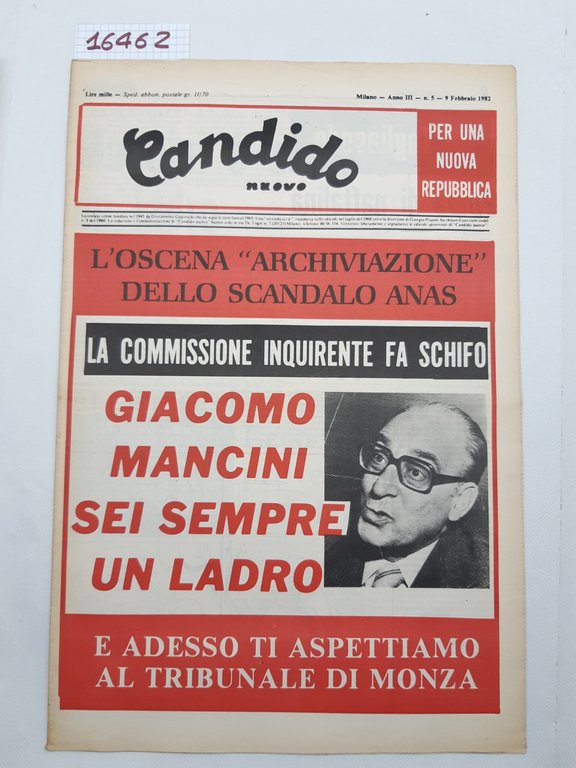 16462
Lire mille — Sped. abbon. postale gr. II/70
Milano — Anno III — n. 5 — 9 Febbraio 1982
Candido
nuovo
PER UNA
NUOVA
REPUBBLICA
L'OSCENA "ARCHIVIAZIONE"
DELLO SCANDALO ANAS
LA COMMISSIONE INQUIRENTE FA SCHIFO
GIACOMO
MANCINI
SEI SEMPRE
UN LADRO
E ADESSO TI ASPETTIAMO
AL TRIBUNALE DI MONZA